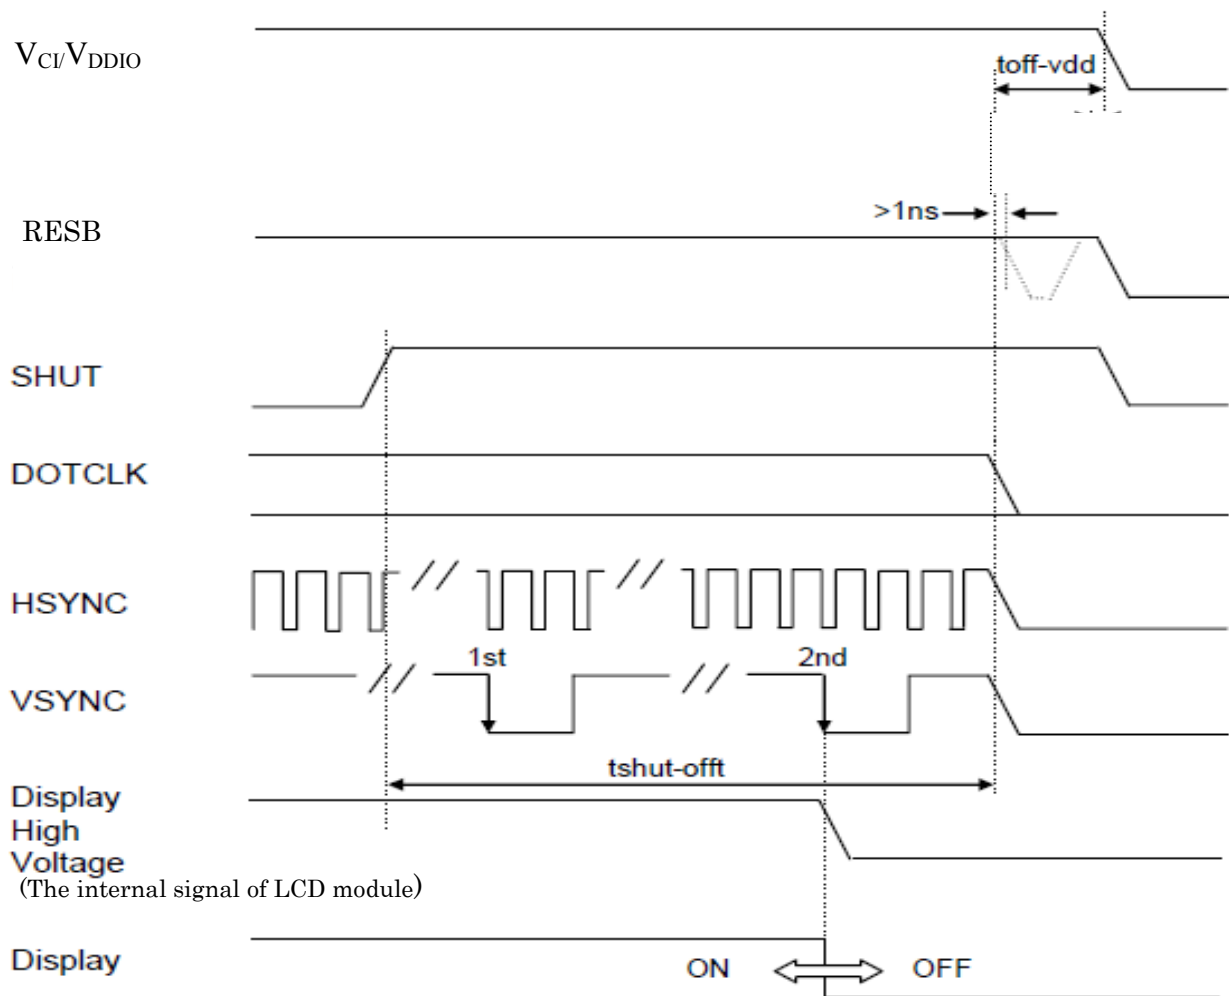 VCI/VDDIO
toff-vdd
>1ns
RESB
SHUT
DOTCLK
HSYNC
1st
2nd
VSYNC
tshut-offt
Display
High
Voltage
(The internal signal of LCD module)
Display
ON
OFF